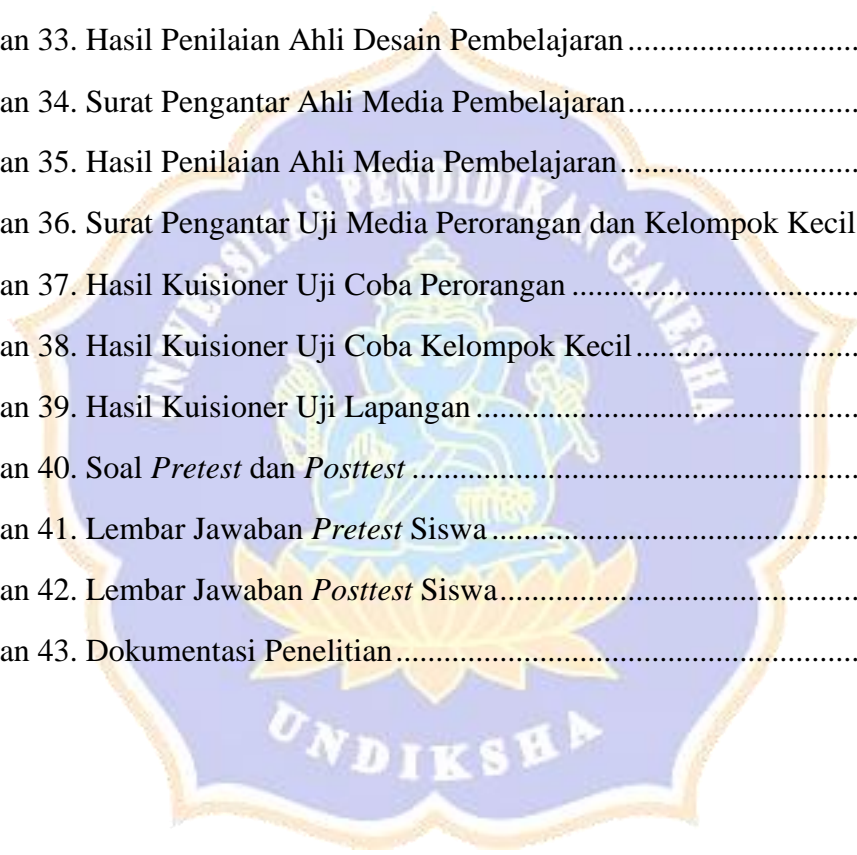 an 33. Hasil Penilaian Ahli Desain Pembelajaran ..............................
an 34. Surat Pengantar Ahli Media Pembelajaran..............................
an 35. Hasil Penilaian Ahli Media Pembelajaran..............................
an 36. Surat Pengantar Uji Media Perorangan dan Kelompok Kecil
an 37. Hasil Kuisioner Uji Coba Perorangan ..............................
an 38. Hasil Kuisioner Uji Coba Kelompok Kecil..............................
an 39. Hasil Kuisioner Uji Lapangan ..............................
an 40. Soal Pretest dan Posttest ..............................
an 41. Lembar Jawaban Pretest Siswa ..............................
an 42. Lembar Jawaban Posttest Siswa..............................
an 43. Dokumentasi Penelitian..............................
UNIVERSITAS PENDIDIKAN GANESHA
UNDIKSHA